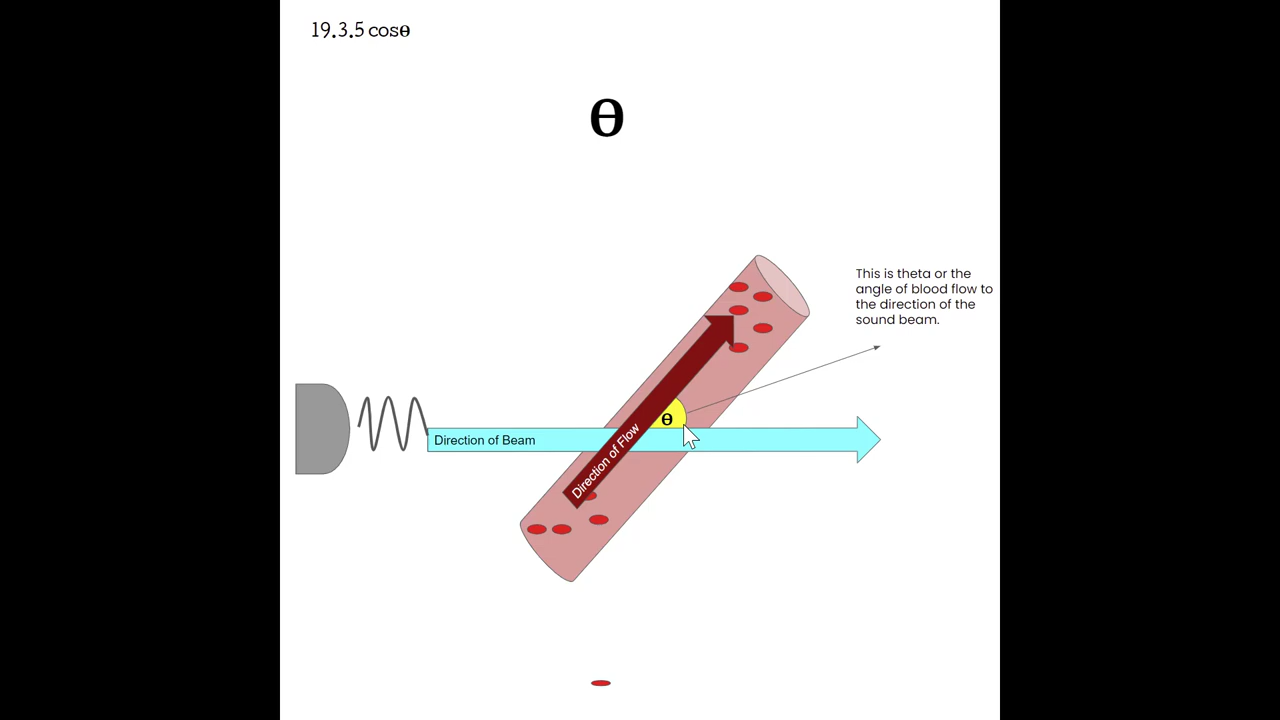 19.3.5 cosθ
θ
This is theta or the
angle of blood flow to
the direction of the
sound beam.
θ
Direction of Beam
Direction of Flow